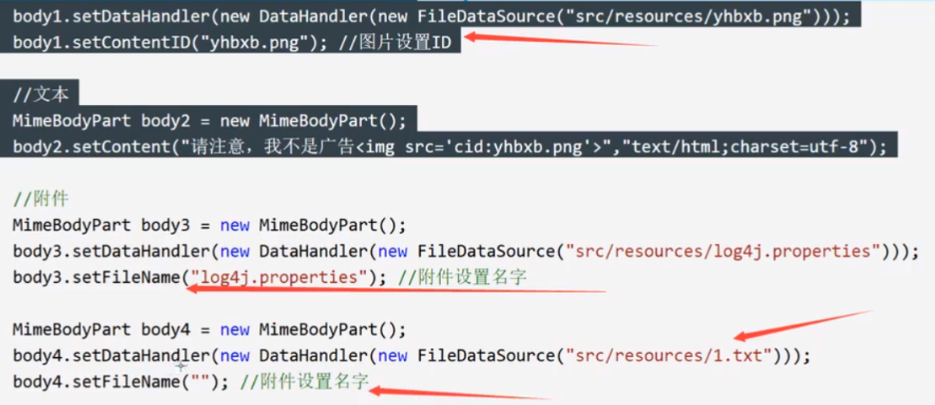 body1.setDataHandler(new DataHandler(new FileDataSource("src/resources/yhbxb.png")));
body1.setContentID("yhbxb.png"); //图片设置ID
//文本
MimeBodyPart body2 = new MimeBodyPart();
body2.setContent("请注意，我不是广告<img src='cid:yhbxb.png'>","text/html;charset=utf-8");
//附件
MimeBodyPart body3 = new MimeBodyPart();
body3.setDataHandler(new DataHandler(new FileDataSource("src/resources/log4j.properties")));
body3.setFileName("log4j.properties"); //附件设置名字
MimeBodyPart body4 = new MimeBodyPart();
body4.setDataHandler(new DataHandler(new FileDataSource("src/resources/1.txt")));
body4.setFileName(""); //附件设置名字